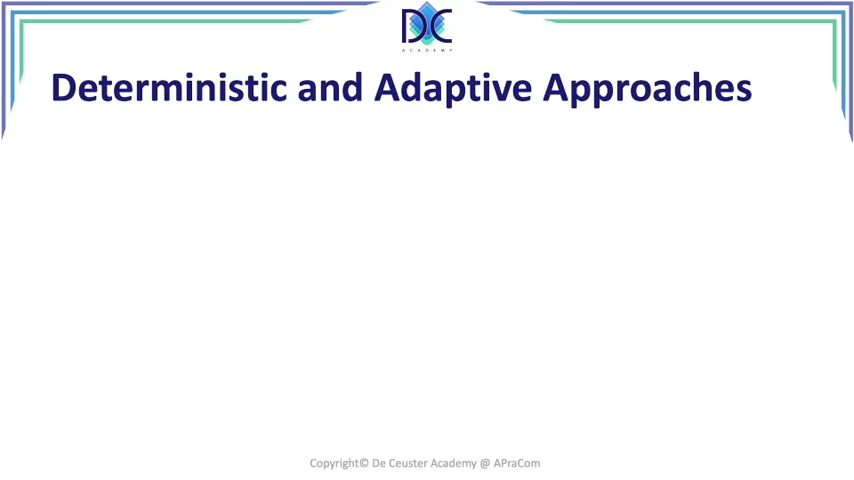 DC
ACADEMY
Deterministic and Adaptive Approaches
Copyright© De Ceuster Academy @ APraCom